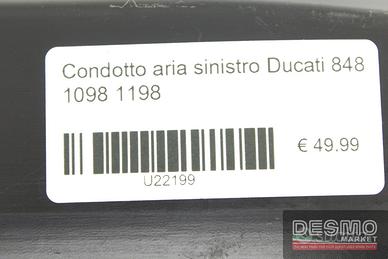 Condotto aria sinistro Ducati 848
1098 1198
€ 49.99
U22199
DESMO
MARKET